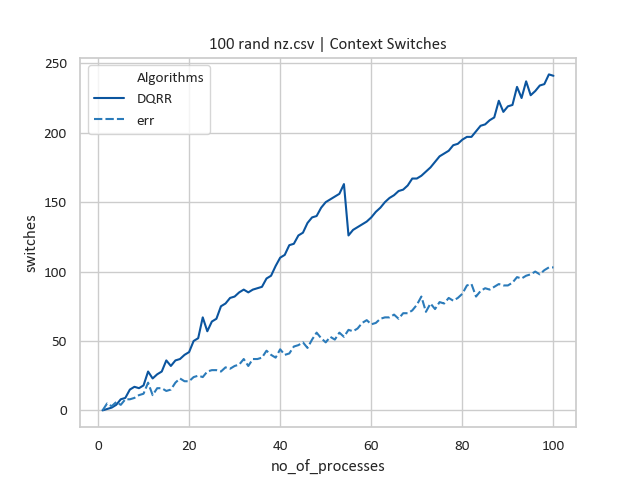 100 rand nz.csv | Context Switches
250
200
150
100
50
0
switches
Algorithms
DQRR
err
0 20 40 60 80 100
no_of_processes